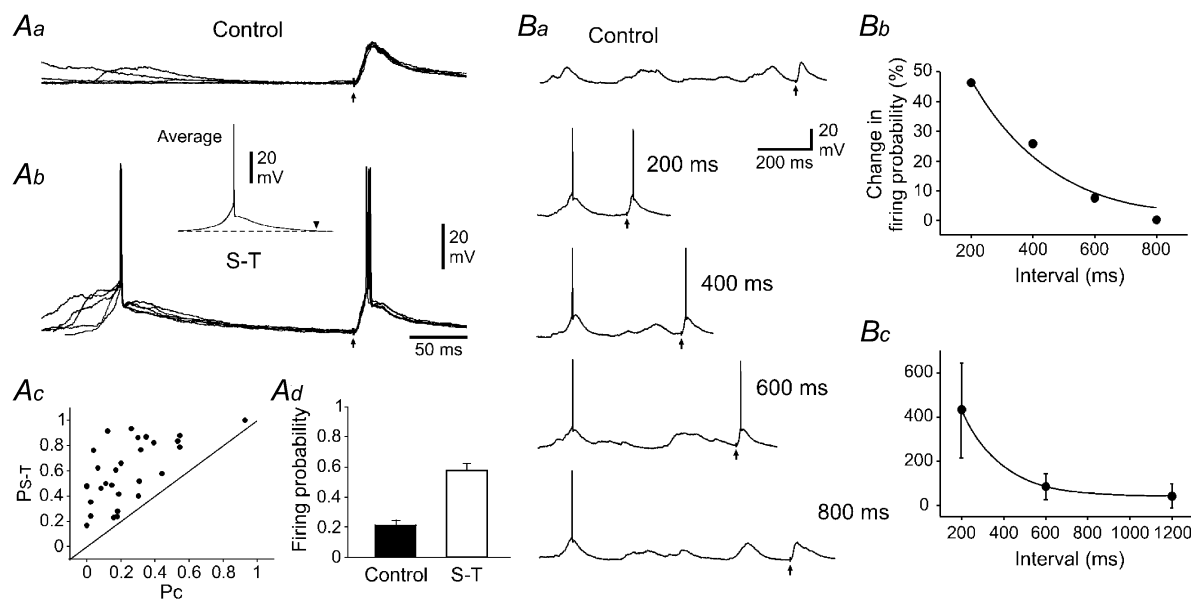 Aa
Control
Average
20
mV
Ab
S-T
20
mV
50 ms
Ac
PS-T
1
0.8
0.6
0.4
0.2
0
0
0.2
0.4
0.6
0.8
1
Pc
Ad
Firing probability
1
0.8
0.6
0.4
0.2
0
Control
S-T
Ba
Control
20
mV
200 ms
200 ms
400 ms
600 ms
800 ms
Bb
Change in
firing probability (%)
50
40
30
20
10
0
200
400
600
800
Interval (ms)
Bc
600
400
200
0
200
400
600
800
1000
1200
Interval (ms)